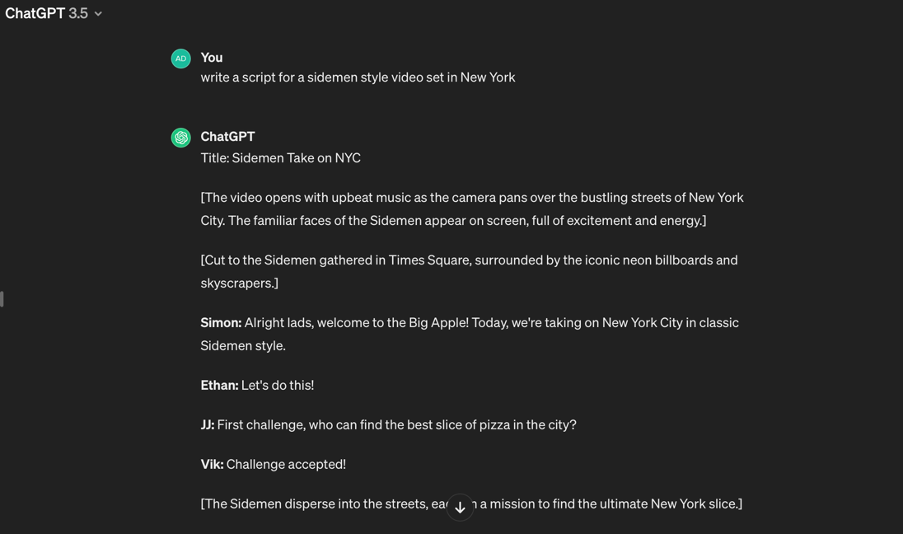 ChatGPT 3.5
AD
You
write a script for a sidemen style video set in New York
ChatGPT
Title: Sidemen Take on NYC
[The video opens with upbeat music as the camera pans over the bustling streets of New York
City. The familiar faces of the Sidemen appear on screen, full of excitement and energy.]
[Cut to the Sidemen gathered in Times Square, surrounded by the iconic neon billboards and
skyscrapers.]
Simon: Alright lads, welcome to the Big Apple! Today, we're taking on New York City in classic
Sidemen style.
Ethan: Let's do this!
JJ: First challenge, who can find the best slice of pizza in the city?
Vik: Challenge accepted!
[The Sidemen disperse into the streets, a mission to find the ultimate New York slice.]